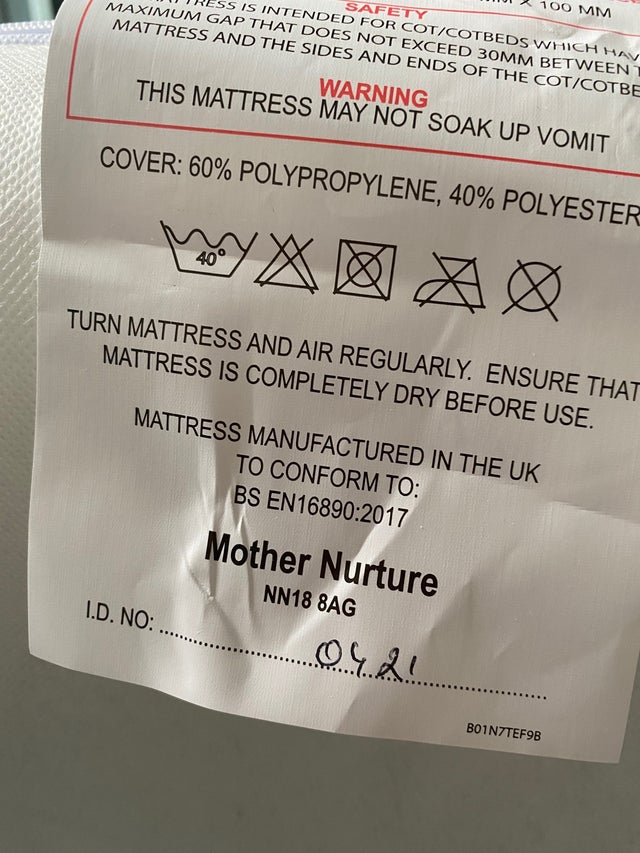 MM X 100 MM
SAFETY
MATTRESS IS INTENDED FOR COT/COTBEDS WHICH HAV
MAXIMUM GAP THAT DOES NOT EXCEED 30MM BETWEEN T
MATTRESS AND THE SIDES AND ENDS OF THE COT/COTBE
WARNING
THIS MATTRESS MAY NOT SOAK UP VOMIT
COVER: 60% POLYPROPYLENE, 40% POLYESTER
40°
TURN MATTRESS AND AIR REGULARLY. ENSURE THAT
MATTRESS IS COMPLETELY DRY BEFORE USE.
MATTRESS MANUFACTURED IN THE UK
TO CONFORM TO:
BS EN16890:2017
Mother Nurture
NN18 8AG
I.D. NO: 0421
B01N7TEF9B